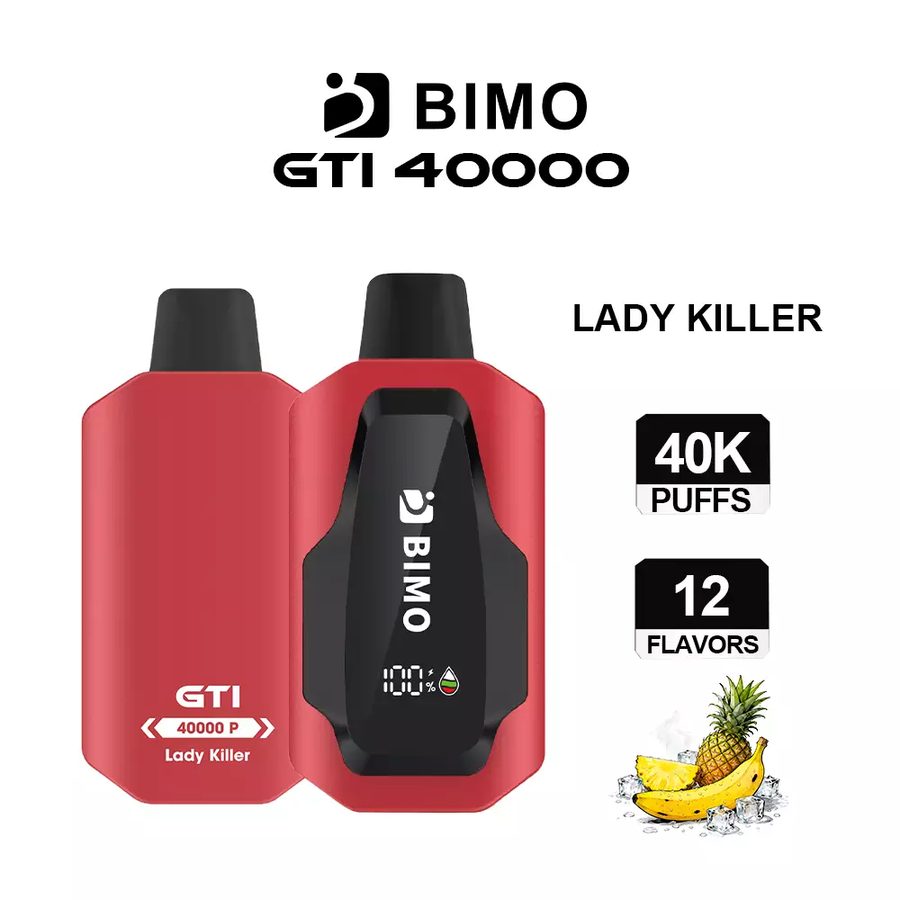 BIMO
GTI 40000
LADY KILLER
40K
PUFFS
12
FLAVORS
BIMO
100%
GTI
40000 P
Lady Killer